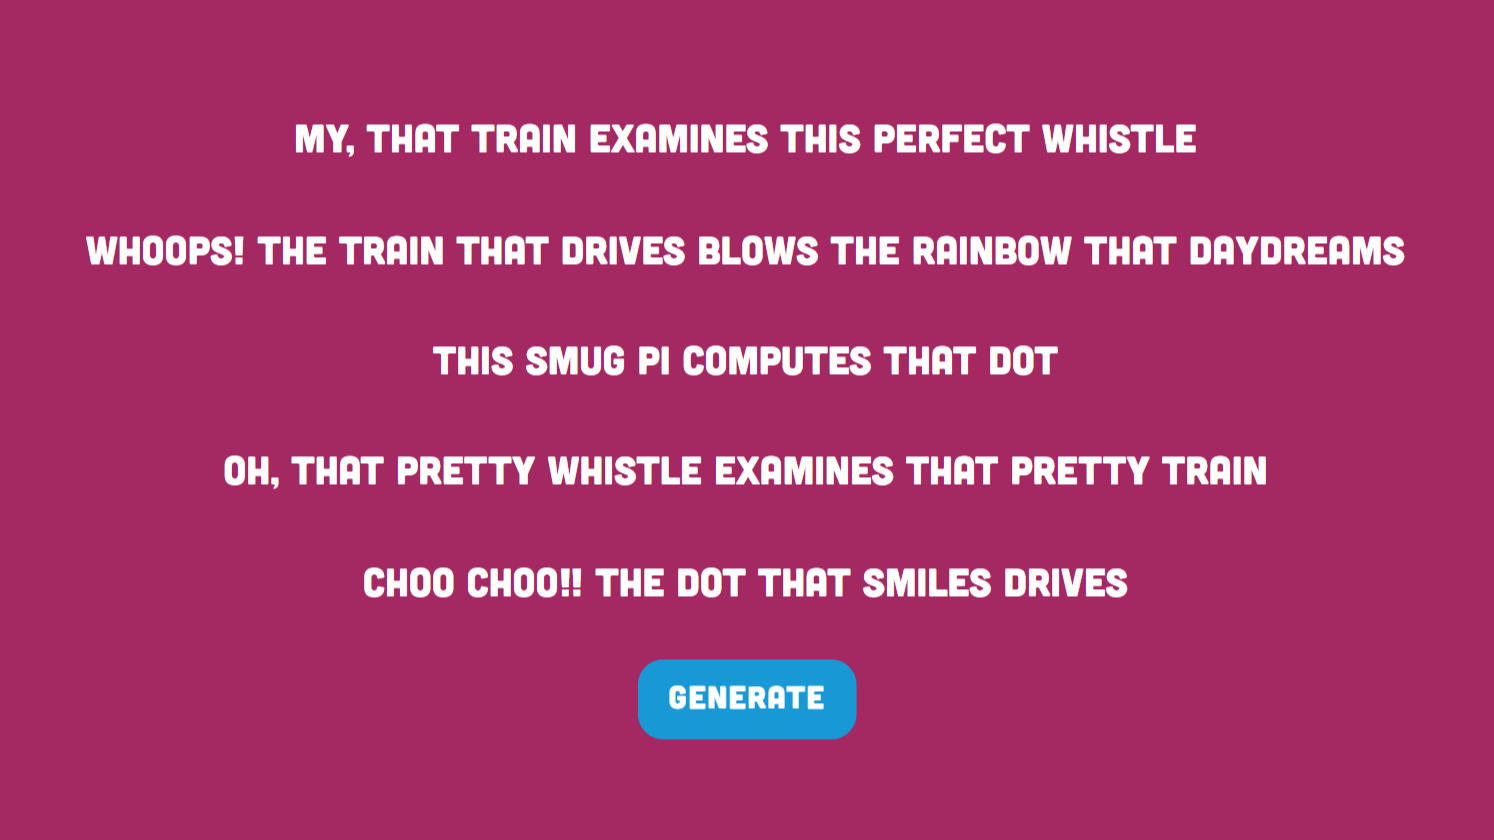 MY, THAT TRAIN EXAMINES THIS PERFECT WHISTLE
WHOOPS! THE TRAIN THAT DRIVES BLOWS THE RAINBOW THAT DAYDREAMS
THIS SMUG PI COMPUTES THAT DOT
OH, THAT PRETTY WHISTLE EXAMINES THAT PRETTY TRAIN
CHOO CHOO!! THE DOT THAT SMILES DRIVES
GENERATE